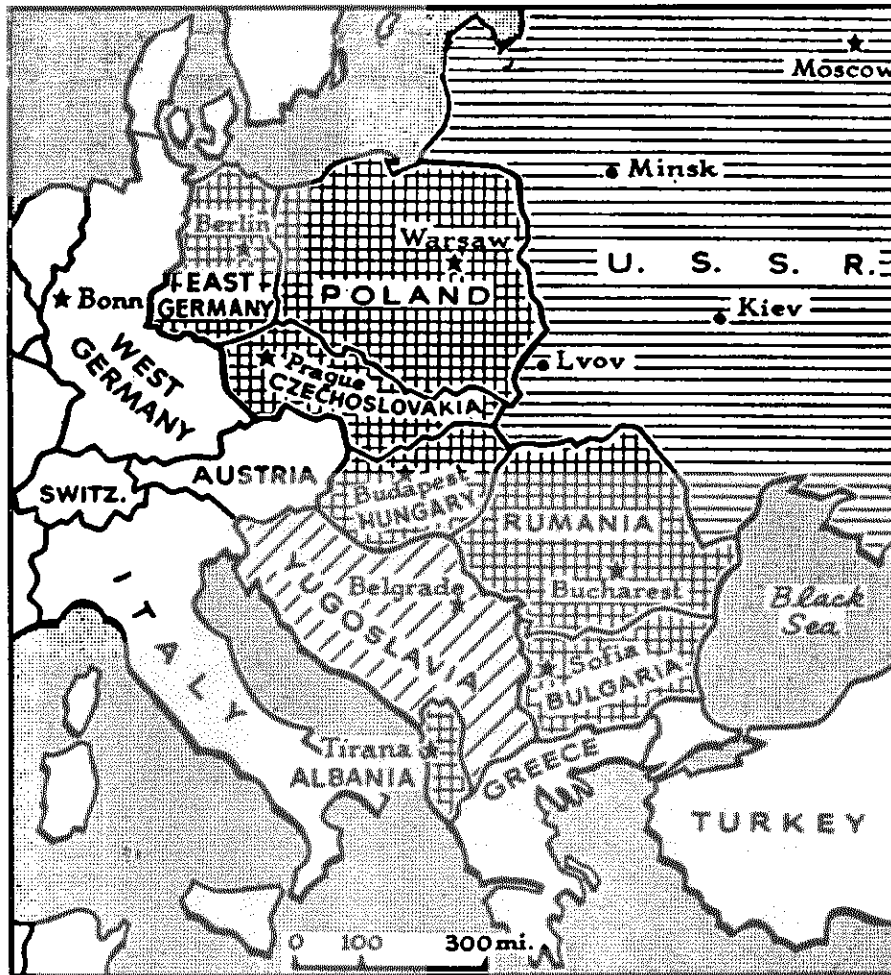 Moscow
Minsk
Berlin
Warsaw
U. S. S. R.
EAST
GERMANY
POLAND
Bonn
Kiev
WEST
GERMANY
Lvov
Prague
CZECHOSLOVAKIA
AUSTRIA
SWITZ.
Budapest
HUNGARY
RUMANIA
ITALY
YUGOSLAVIA
Belgrade
Bucharest
Black
Sea
Sofia
BULGARIA
Tirana
ALBANIA
GREECE
TURKEY
0 100 300 mi.